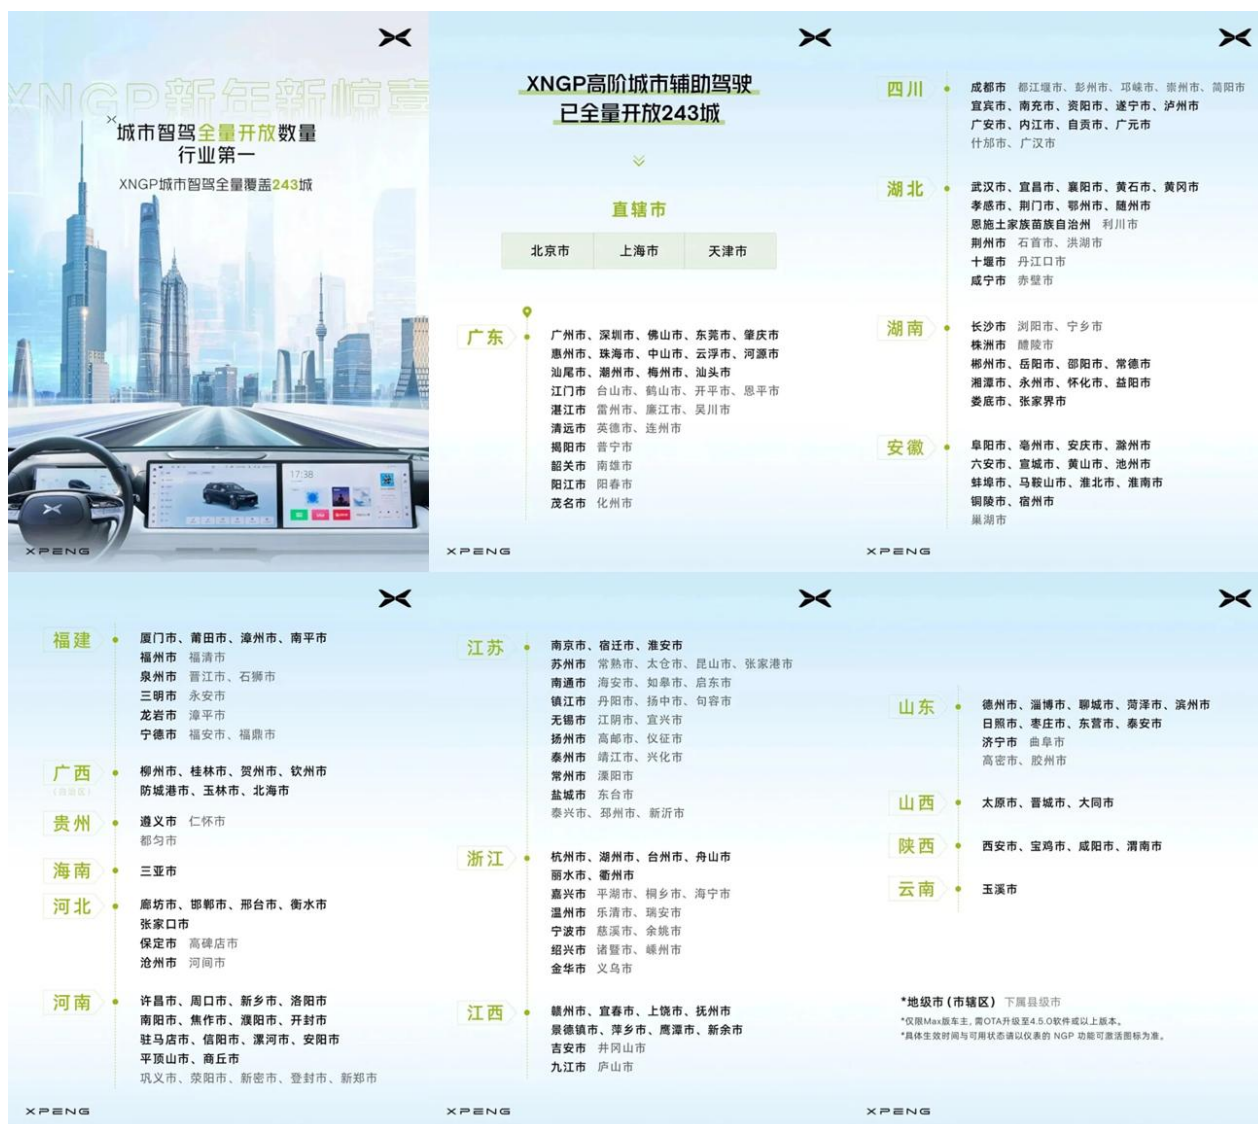 XNGP新年新惊喜
城市智驾全量开放数量
行业第一
XNGP城市智驾全量覆盖243城
17:38
XPENG
XNGP高阶城市辅助驾驶
已全量开放243城
直辖市
北京市 上海市 天津市
广东
广州市、深圳市、佛山市、东莞市、肇庆市
惠州市、珠海市、中山市、云浮市、河源市
汕尾市、潮州市、梅州市、汕头市
江门市 台山市、鹤山市、开平市、恩平市
湛江市 雷州市、廉江市、吴川市
清远市 英德市、连州市
揭阳市 普宁市
韶关市 南雄市
阳江市 阳春市
茂名市 化州市
XPENG
四川
成都市 都江堰市、彭州市、邛崃市、崇州市、简阳市
宜宾市、南充市、资阳市、遂宁市、泸州市
广安市、内江市、自贡市、广元市
什邡市、广汉市
湖北
武汉市、宜昌市、襄阳市、黄石市、黄冈市
孝感市、荆门市、鄂州市、随州市
恩施土家族苗族自治州 利川市
荆州市 石首市、洪湖市
十堰市 丹江口市
咸宁市 赤壁市
湖南
长沙市 浏阳市、宁乡市
株洲市 醴陵市
郴州市、岳阳市、邵阳市、常德市
湘潭市、永州市、怀化市、益阳市
娄底市、张家界市
安徽
阜阳市、亳州市、安庆市、滁州市
六安市、宣城市、黄山市、池州市
蚌埠市、马鞍山市、淮北市、淮南市
铜陵市、宿州市
巢湖市
XPENG
福建
厦门市、莆田市、漳州市、南平市
福州市 福清市
泉州市 晋江市、石狮市
三明市 永安市
龙岩市 漳平市
宁德市 福安市、福鼎市
广西
(自治区)
柳州市、桂林市、贺州市、钦州市
防城港市、玉林市、北海市
贵州
遵义市 仁怀市
都匀市
海南
三亚市
河北
廊坊市、邯郸市、邢台市、衡水市
张家口市
保定市 高碑店市
沧州市 河间市
河南
许昌市、周口市、新乡市、洛阳市
南阳市、焦作市、濮阳市、开封市
驻马店市、信阳市、漯河市、安阳市
平顶山市、商丘市
巩义市、荥阳市、新密市、登封市、新郑市
XPENG
江苏
南京市、宿迁市、淮安市
苏州市 常熟市、太仓市、昆山市、张家港市
南通市 海安市、如皋市、启东市
镇江市 丹阳市、扬中市、句容市
无锡市 江阴市、宜兴市
扬州市 高邮市、仪征市
泰州市 靖江市、兴化市
常州市 溧阳市
盐城市 东台市
泰兴市、邳州市、新沂市
浙江
杭州市、湖州市、台州市、舟山市
丽水市、衢州市
嘉兴市 平湖市、桐乡市、海宁市
温州市 乐清市、瑞安市
宁波市 慈溪市、余姚市
绍兴市 诸暨市、嵊州市
金华市 义乌市
江西
赣州市、宜春市、上饶市、抚州市
景德镇市、萍乡市、鹰潭市、新余市
吉安市 井冈山市
九江市 庐山市
XPENG
山东
德州市、淄博市、聊城市、菏泽市、滨州市
日照市、枣庄市、东营市、泰安市
济宁市 曲阜市
高密市、胶州市
山西
太原市、晋城市、大同市
陕西
西安市、宝鸡市、咸阳市、渭南市
云南
玉溪市
*地级市(市辖区) 下属县级市
*仅限Max版车主,需OTA升级至4.5.0软件或以上版本。
*具体生效时间与可用状态请以仪表的 NGP 功能可激活图标为准。
XPENG